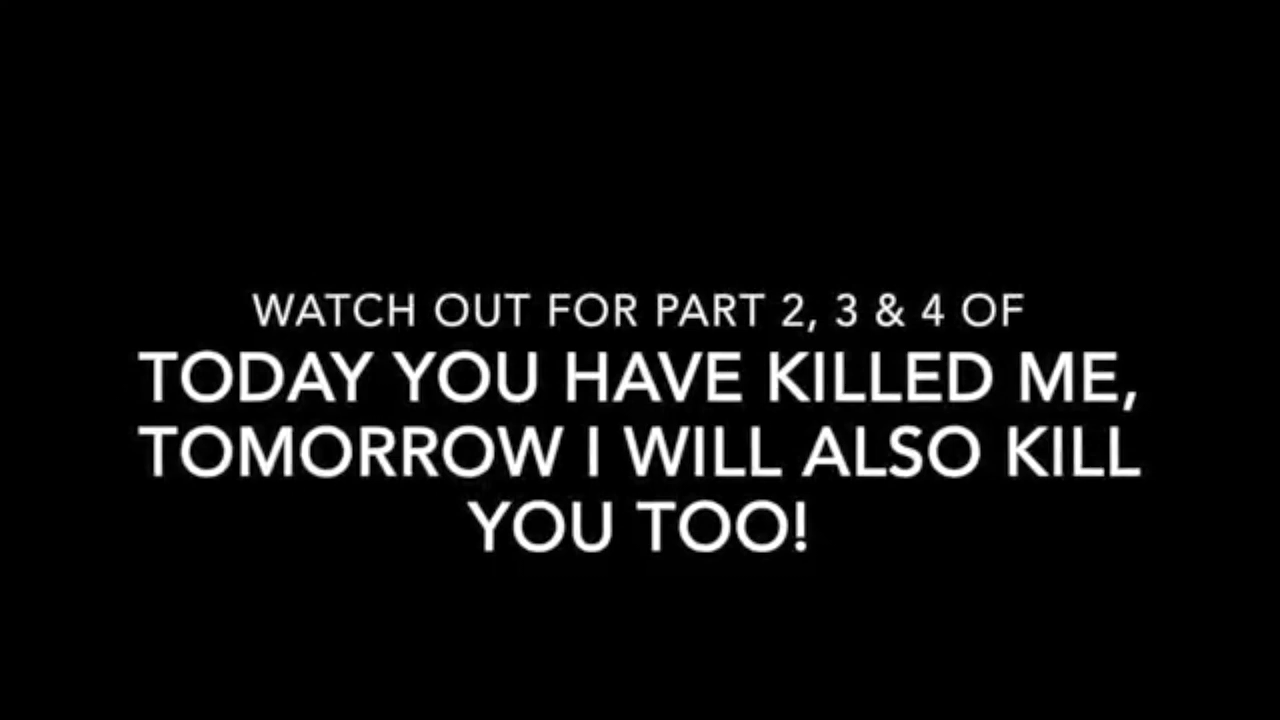 WATCH OUT FOR PART 2, 3 & 4 OF
TODAY YOU HAVE KILLED ME,
TOMORROW I WILL ALSO KILL
YOU TOO!